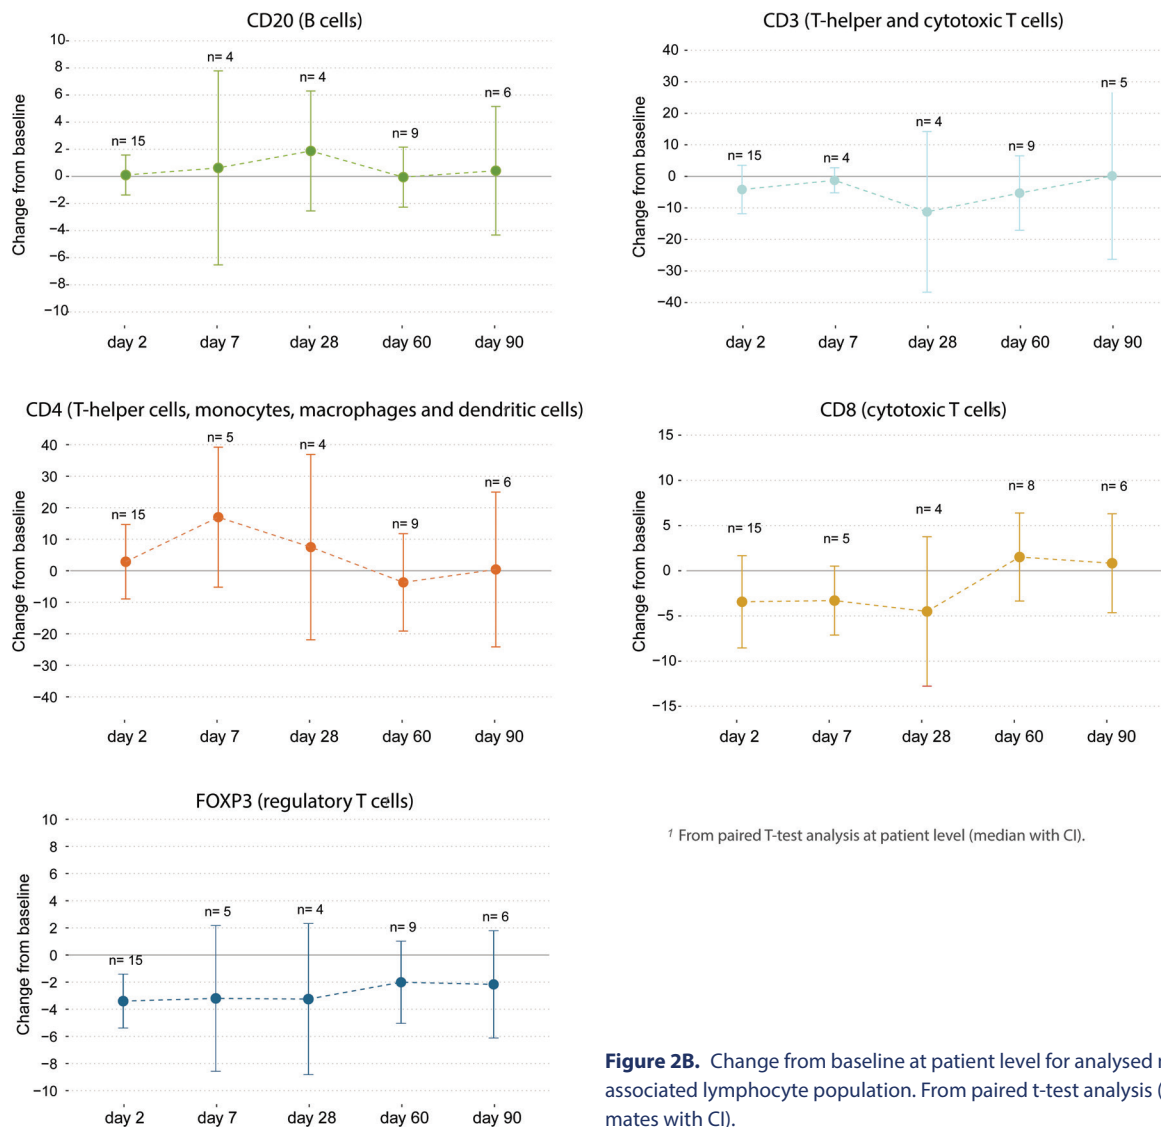 CD20 (B cells)
Change from baseline
10
8
6
4
2
0
−2
−4
−6
−8
−10
n= 15
n= 4
n= 4
n= 9
n= 6
day 2
day 7
day 28
day 60
day 90
CD3 (T-helper and cytotoxic T cells)
Change from baseline
40
30
20
10
0
−10
−20
−30
−40
n= 15
n= 4
n= 4
n= 9
n= 5
day 2
day 7
day 28
day 60
day 90
CD4 (T-helper cells, monocytes, macrophages and dendritic cells)
Change from baseline
40
30
20
10
0
−10
−20
−30
−40
n= 15
n= 5
n= 4
n= 9
n= 6
day 2
day 7
day 28
day 60
day 90
CD8 (cytotoxic T cells)
Change from baseline
15
10
5
0
−5
−10
−15
n= 15
n= 5
n= 4
n= 8
n= 6
day 2
day 7
day 28
day 60
day 90
FOXP3 (regulatory T cells)
Change from baseline
10
8
6
4
2
0
−2
−4
−6
−8
−10
n= 15
n= 5
n= 4
n= 9
n= 6
day 2
day 7
day 28
day 60
day 90
1 From paired T-test analysis at patient level (median with CI).
Figure 2B. Change from baseline at patient level for analysed
associated lymphocyte population. From paired t-test analysis (
mates with CI).